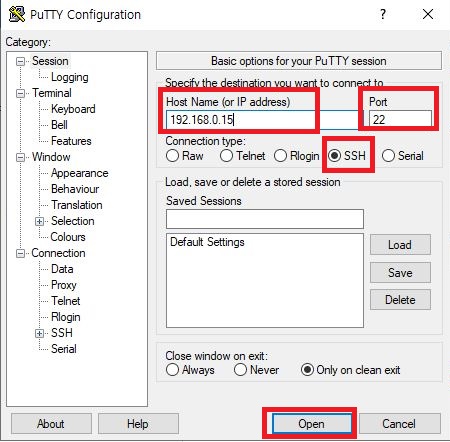 PuTTY Configuration
? ×
Category:
Session
Logging
Terminal
Keyboard
Bell
Features
Window
Appearance
Behaviour
Translation
Selection
Colours
Connection
Data
Proxy
Telnet
Rlogin
SSH
Serial
Basic options for your PuTTY session
Specify the destination you want to connect to
Host Name (or IP address) Port
192.168.0.15 22
Connection type:
Raw Telnet Rlogin SSH Serial
Load, save or delete a stored session
Saved Sessions
Default Settings
Load
Save
Delete
Close window on exit:
Always Never Only on clean exit
About Help Open Cancel